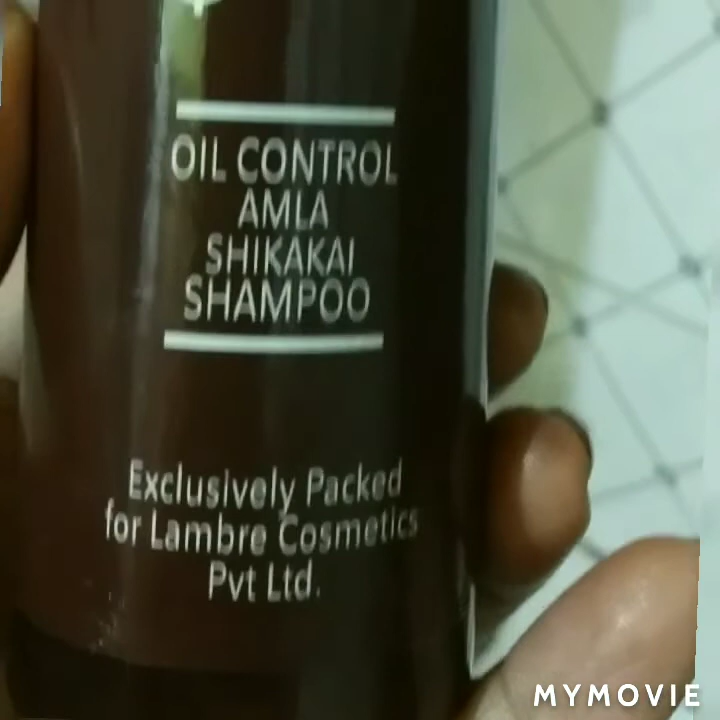 OIL CONTROL
AMLA
SHIKAKAI
SHAMPOO
Exclusively Packed
for Lambre Cosmetics
Pvt Ltd.
MYMOVIE